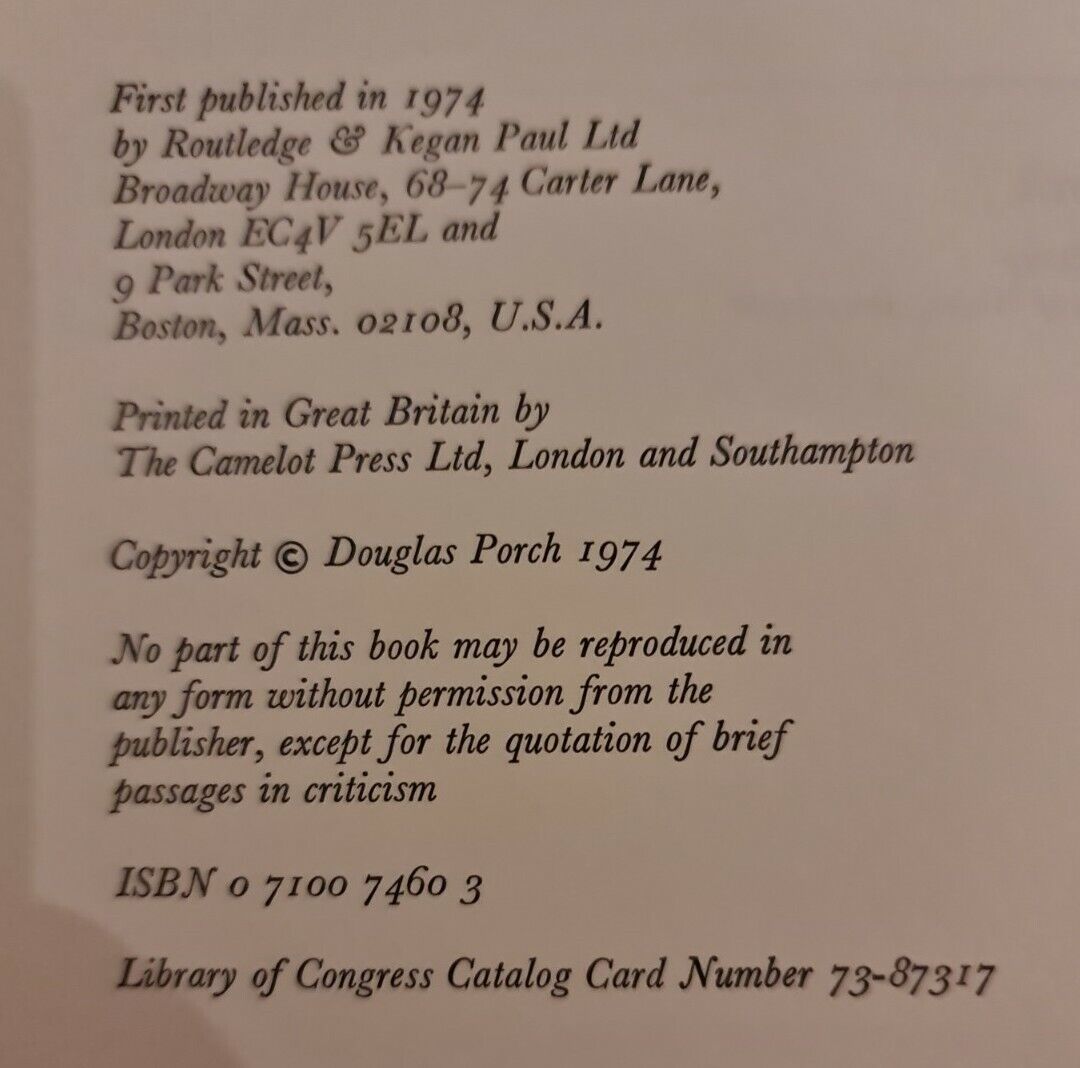 First published in 1974
by Routledge & Kegan Paul Ltd
Broadway House, 68–74 Carter Lane,
London EC4V 5EL and
9 Park Street,
Boston, Mass. 02108, U.S.A.
Printed in Great Britain by
The Camelot Press Ltd, London and Southampton
Copyright © Douglas Porch 1974
No part of this book may be reproduced in
any form without permission from the
publisher, except for the quotation of brief
passages in criticism
ISBN 0 7100 7460 3
Library of Congress Catalog Card Number 73-87317